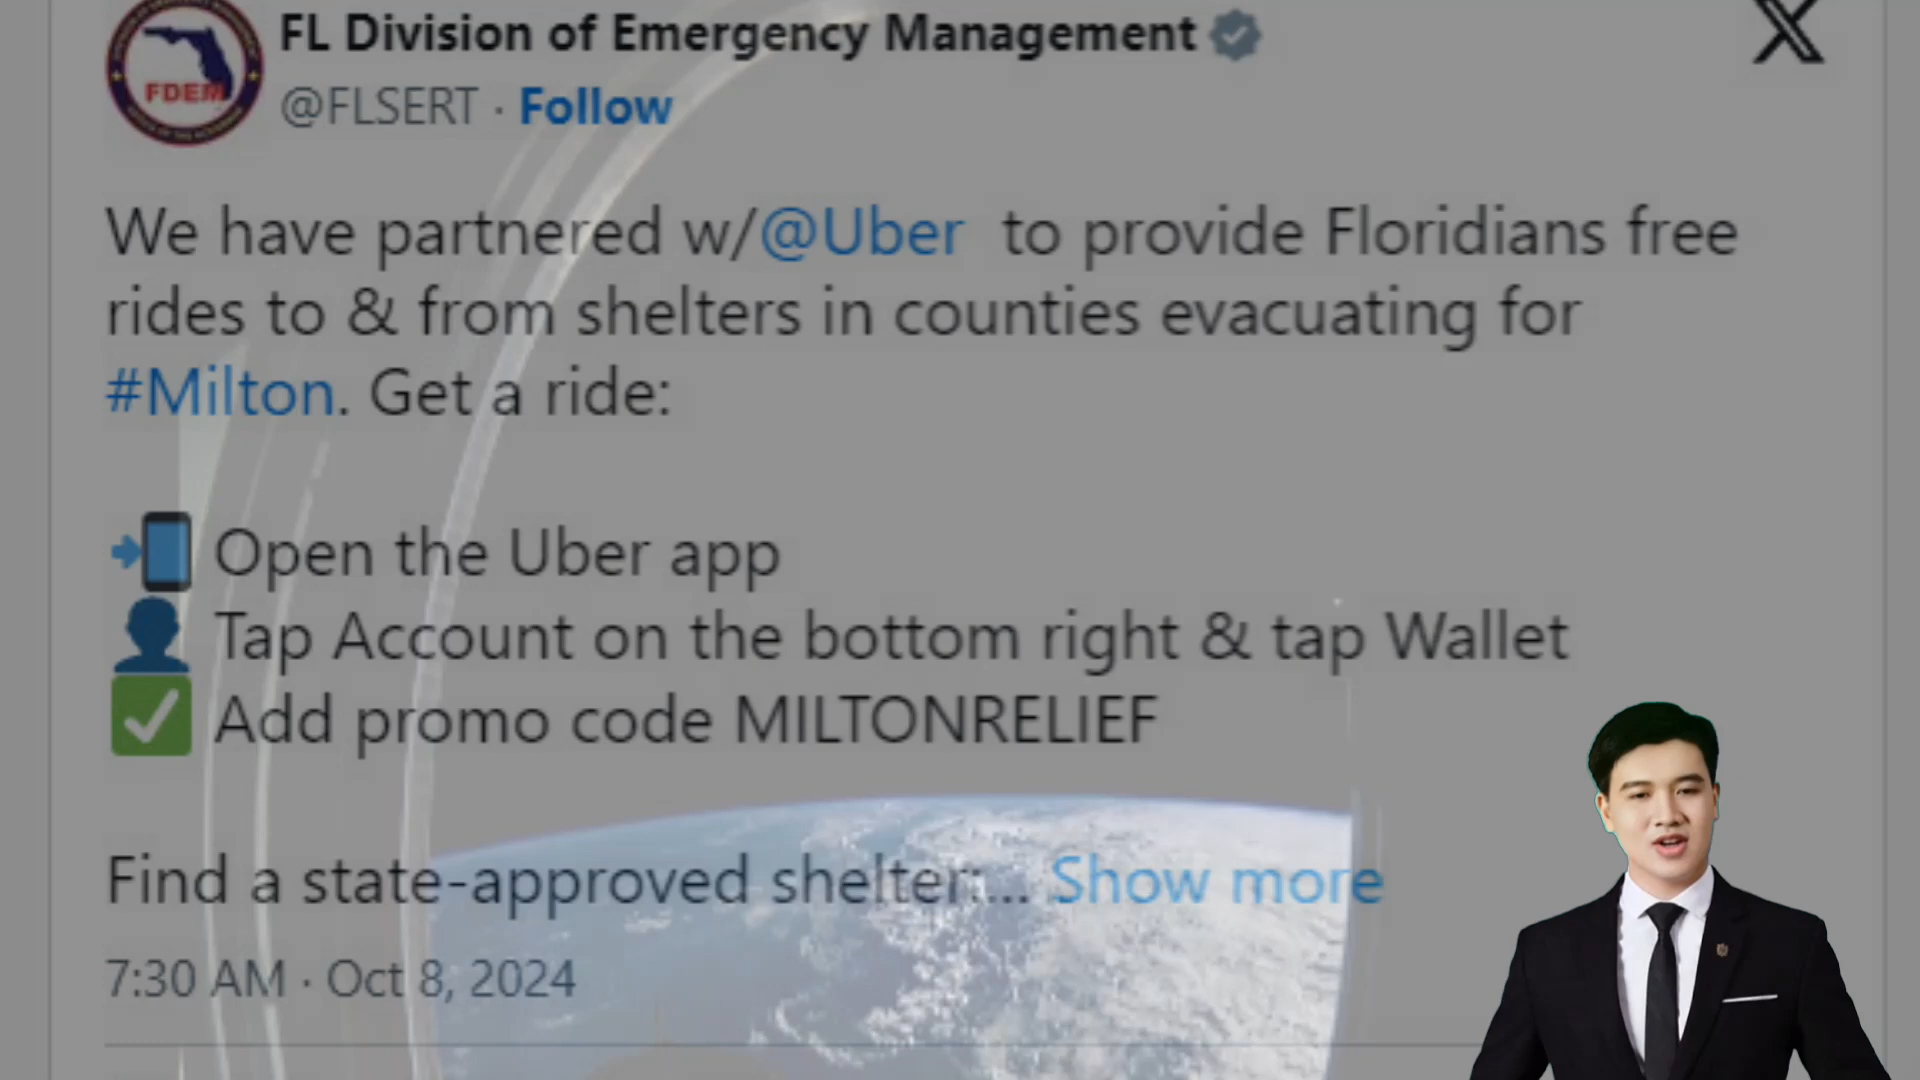 FL Division of Emergency Management
@FLSERT · Follow
FDEM
We have partnered w/@Uber to provide Floridians free
rides to & from shelters in counties evacuating for
#Milton. Get a ride:
Open the Uber app
Tap Account on the bottom right & tap Wallet
Add promo code MILTONRELIEF
Find a state-approved shelter:... Show more
7:30 AM · Oct 8, 2024